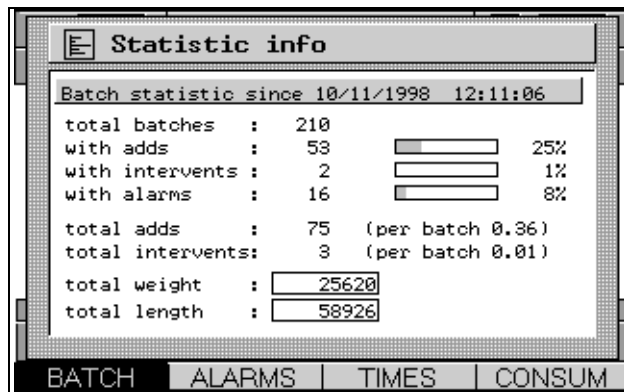 Statistic info
Batch statistic since 10/11/1998 12:11:06
total batches : 210
with adds : 53 25%
with intervents : 2 1%
with alarms : 16 8%
total adds : 75 (per batch 0.36)
total intervents: 3 (per batch 0.01)
total weight : 25620
total length : 58926
BATCH ALARMS TIMES CONSUM